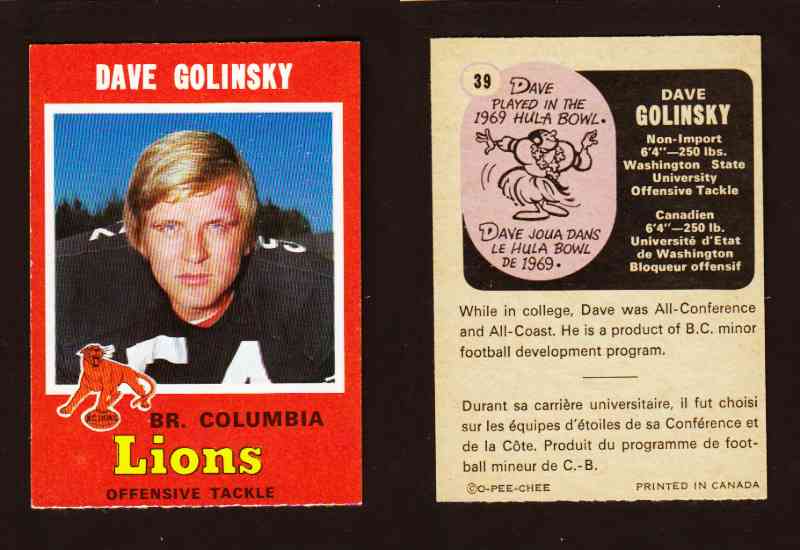 DAVE GOLINSKY
BR. COLUMBIA
Lions
OFFENSIVE TACKLE
39
DAVE
PLAYED IN THE
1969 HULA BOWL.
DAVE JOUA DANS
LE HULA BOWL
DE 1969.
DAVE
GOLINSKY
Non-Import
6'4"—250 lbs.
Washington State
University
Offensive Tackle
Canadien
6'4"—250 lb.
Université d'Etat
de Washington
Bloqueur offensif
While in college, Dave was All-Conference
and All-Coast. He is a product of B.C. minor
football development program.
Durant sa carrière universitaire, il fut choisi
sur les équipes d'étoiles de sa Conférence et
de la Côte. Produit du programme de foot-
ball mineur de C.-B.
©O-PEE-CHEE
PRINTED IN CANADA